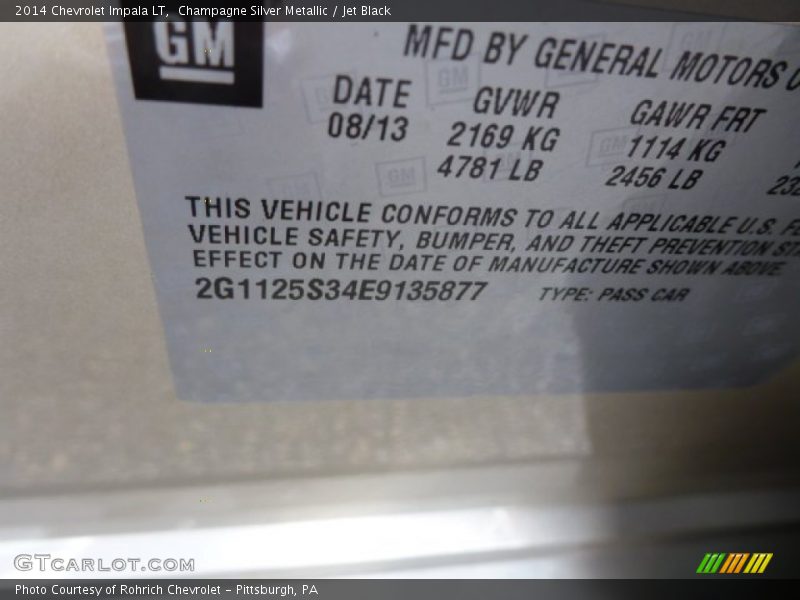 2014 Chevrolet Impala LT,  Champagne Silver Metallic / Jet Black
GM
MFD BY GENERAL MOTORS
DATE GVWR GAWR FRT
08/13 2169 KG 1114 KG
4781 LB 2456 LB
THIS VEHICLE CONFORMS TO ALL APPLICABLE U.S.
VEHICLE SAFETY, BUMPER, AND THEFT PREVENTION
EFFECT ON THE DATE OF MANUFACTURE SHOWN ABOVE.
2G1125S34E9135877 TYPE: PASS CAR
GTCARLOT.COM
Photo Courtesy of Rohrich Chevrolet – Pittsburgh, PA